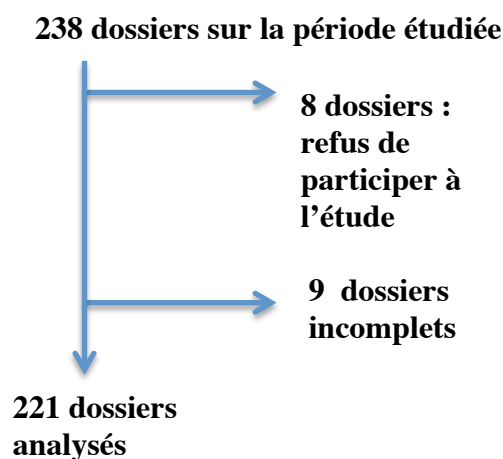 238 dossiers sur la période étudiée
8 dossiers :
refus de
participer à
l’étude
9 dossiers
incomplets
221 dossiers
analysés